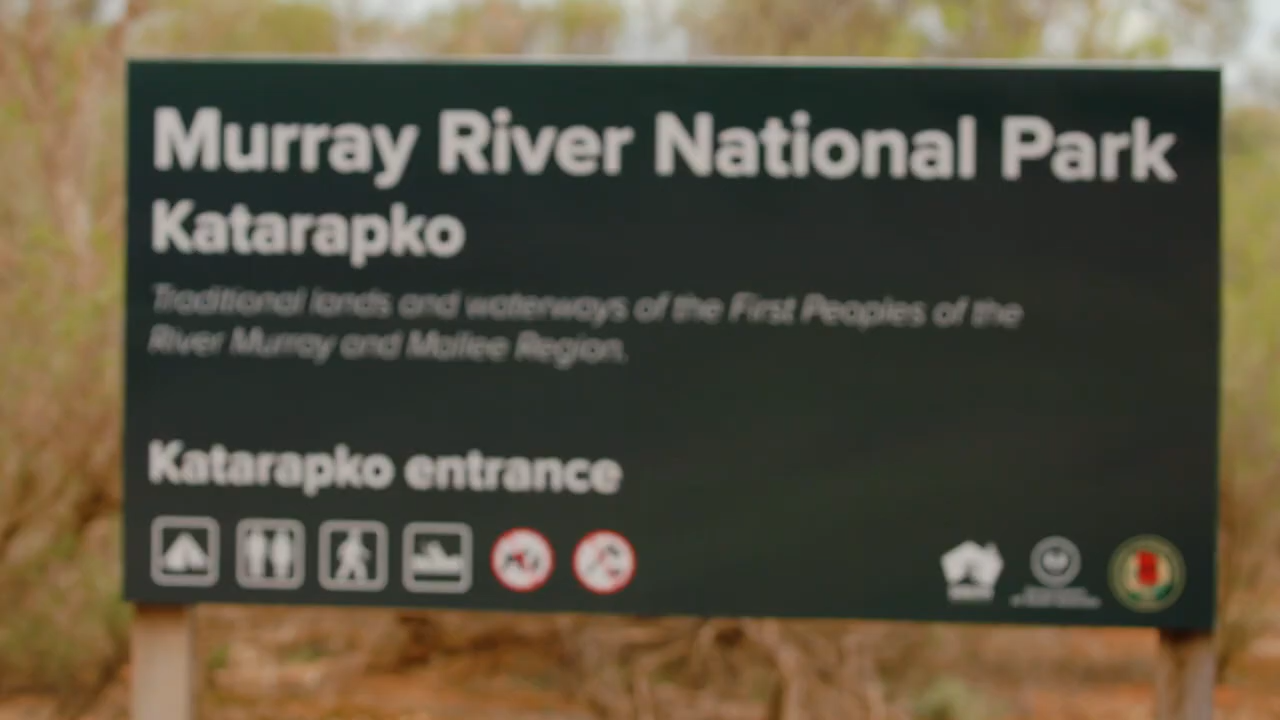 Murray River National Park
Katarapko
Traditional lands and waterways of the First Peoples of the
River Murray and Mallee Region.
Katarapko entrance